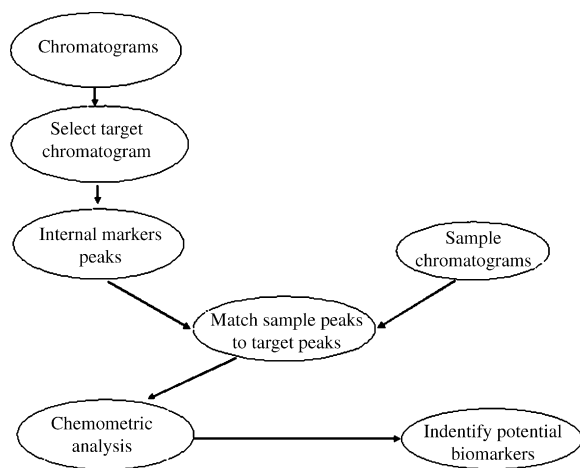 Chromatograms
Select target
chromatogram
Internal markers
peaks
Sample
chromatograms
Match sample peaks
to target peaks
Chemometric
analysis
Indentify potential
biomarkers